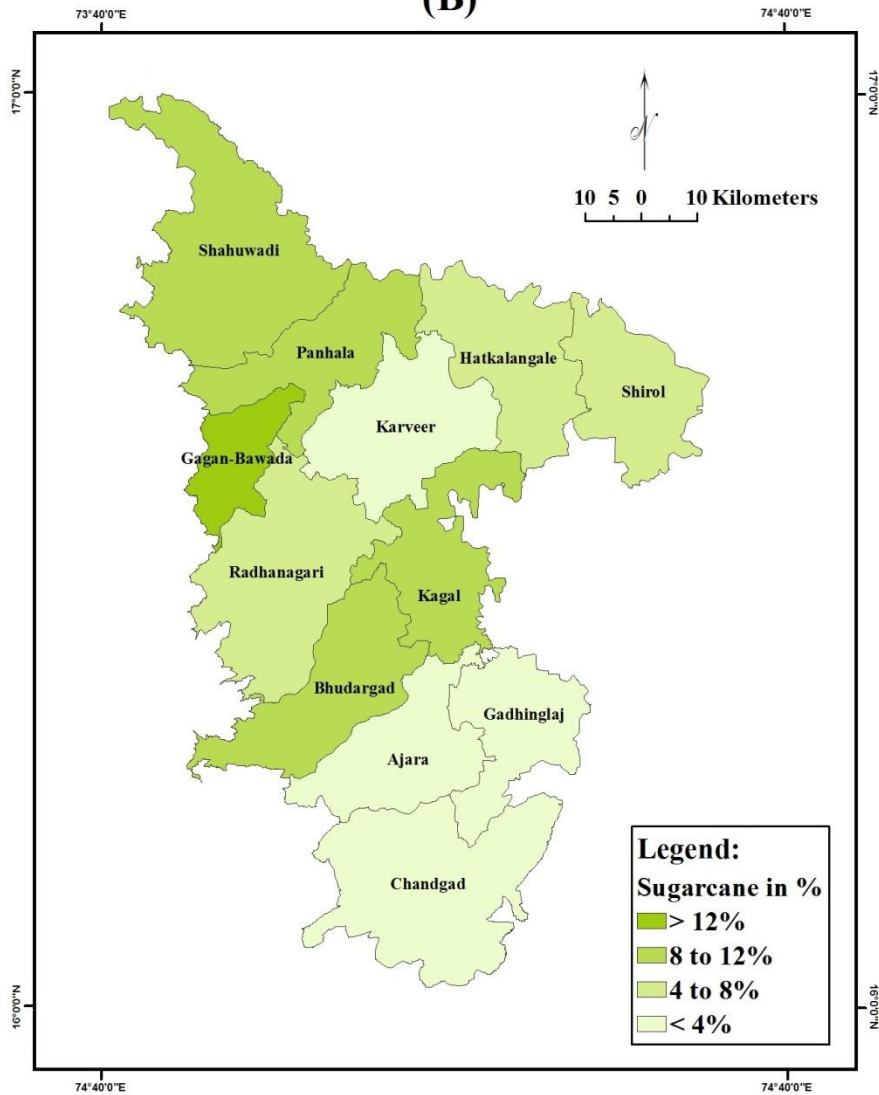 (B)
73°40'0"E
74°40'0"E
17°0'0"N
17°0'0"N
N
10 5 0 10 Kilometers
Shahuwadi
Panhala
Hatkalangale
Shirol
Karveer
Gagan-Bawada
Radhanagari
Kagal
Bhudargad
Gadhinglaj
Ajara
Chandgad
Legend:
Sugarcane in %
> 12%
8 to 12%
4 to 8%
< 4%
16°0'0"N
16°0'0"N
74°40'0"E
74°40'0"E